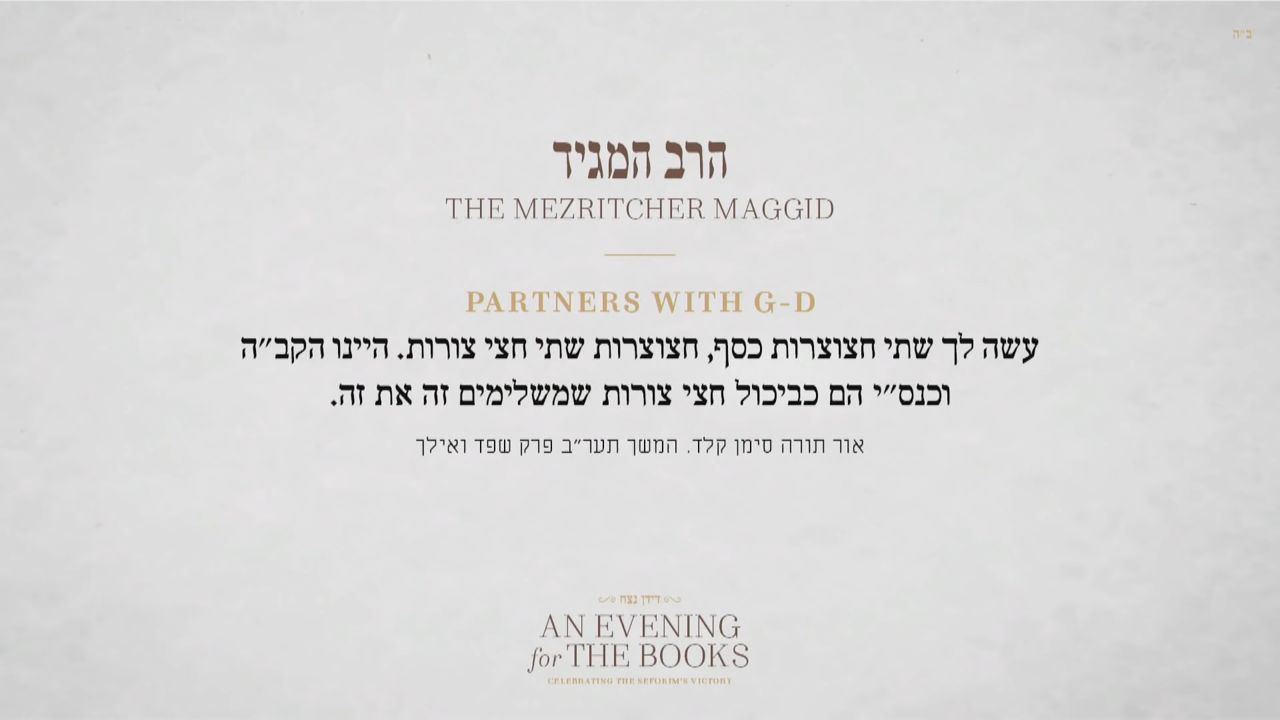 ב״ה
הרב המגיד
THE MEZRITCHER MAGGID
PARTNERS WITH G-D
עשה לך שתי חצוצרות כסף, חצוצרות שתי חצי צורות. היינו הקב״ה
וכנס״י הם כביכול חצי צורות שמשלימים זה את זה.
אור תורה סימן קלד. המשך תער״ב פרק שפד ואילך
דידן נצח
AN EVENING
for THE BOOKS
CELEBRATING THE SEFORIM'S VICTORY